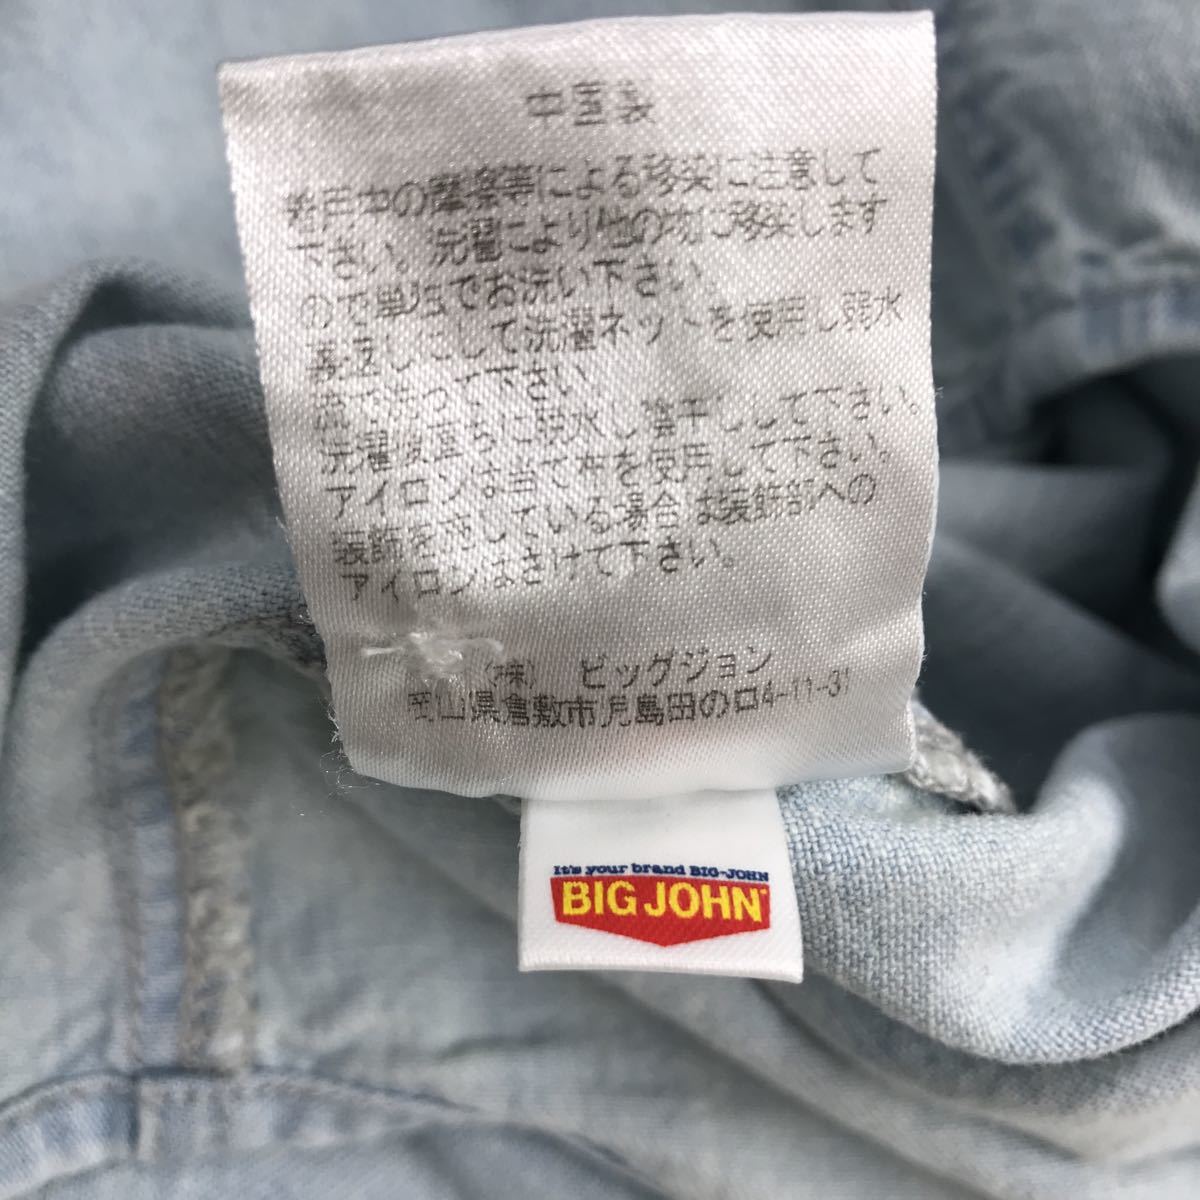 中国製
着用中の摩擦等による移染に注意して
下さい。洗濯により他の物に移染します
ので単独でお洗い下さい。
裏返しにして洗濯ネットを使用し弱水
流で洗って下さい。
洗濯後直ちに脱水し陰干しして下さい。
アイロンは当て布を使用して下さい。
装飾を施している場合は装飾部への
アイロンはさけて下さい。
(株) ビッグジョン
岡山県倉敷市児島田の口4-11-31
It's your brand BIG-JOHN
BIG JOHN